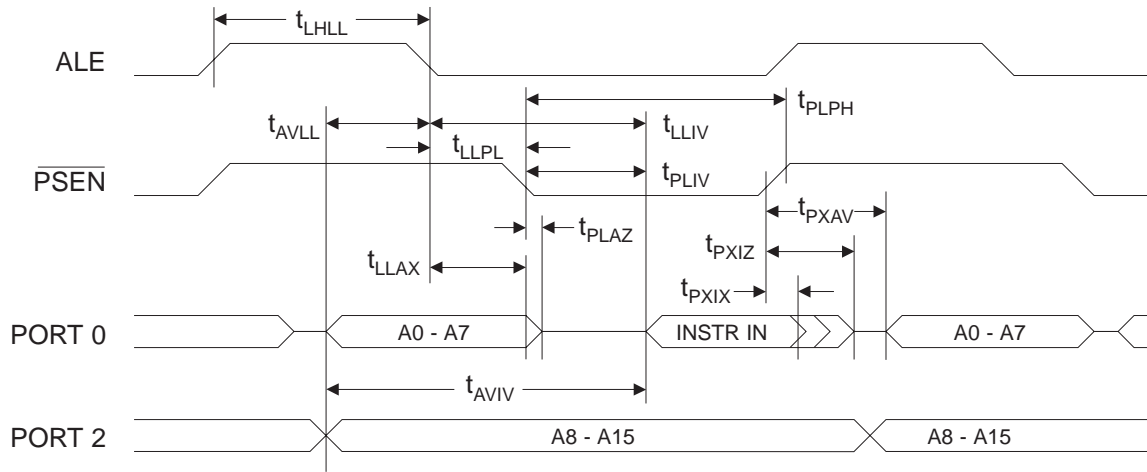 tLHLL
ALE
tPLPH
tAVLL
tLLIV
tLLPL
PSEN
tPLIV
tPXAV
tPLAZ
tPXIZ
tLLAX
tPXIX
PORT 0
A0 - A7
INSTR IN
A0 - A7
tAVIV
PORT 2
A8 - A15
A8 - A15